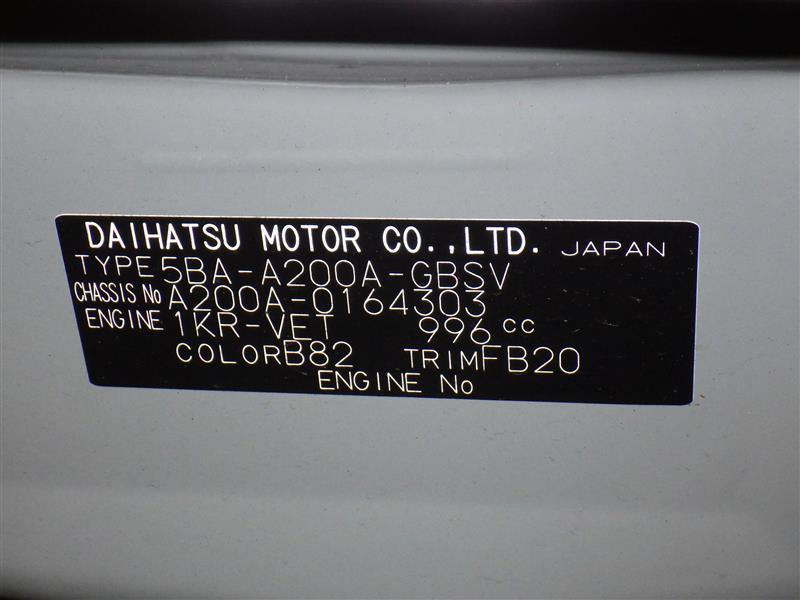 DAIHATSU MOTOR CO.,LTD. JAPAN
TYPE 5BA-A200A-GBSV
CHASSIS No A200A-0164303
ENGINE 1KR-VET 996 cc
COLOR B82 TRIM FB20
ENGINE No